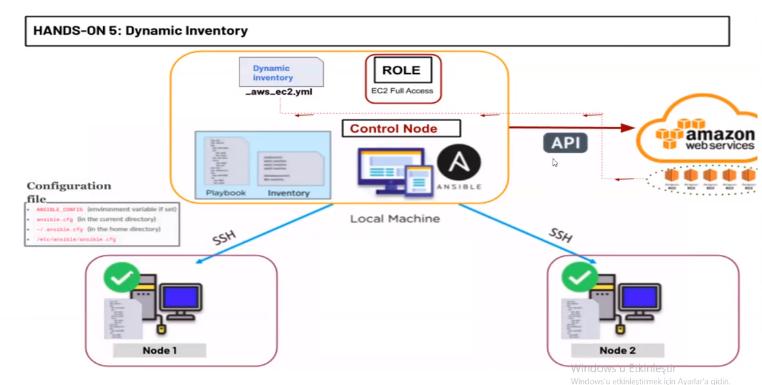 HANDS-ON 5: Dynamic Inventory
Dynamic
inventory
_aws_ec2.yml
ROLE
EC2 Full Access
Control Node
API
amazon
web services
Playbook
Inventory
ANSIBLE
Local Machine
Configuration
file
ANSIBLE_CONFIG (environment variable if set)
ansible.cfg (in the current directory)
~/.ansible.cfg (in the home directory)
/etc/ansible/ansible.cfg
SSH
SSH
Node 1
Node 2
Windows'u Etkinleştir
Windows'u etkinleştirmek için Ayarlar'a gidin.